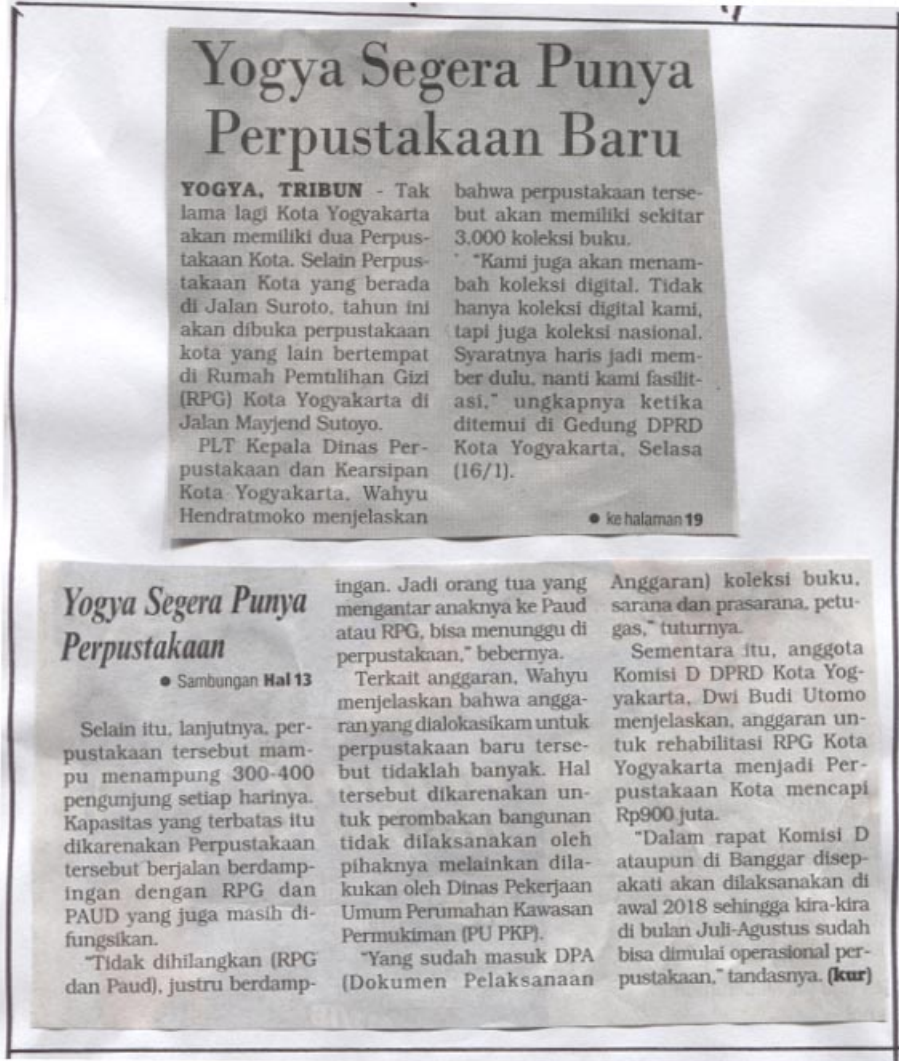 Yogya Segera Punya
Perpustakaan Baru
YOGYA, TRIBUN - Tak
lama lagi Kota Yogyakarta
akan memiliki dua Perpus-
takaan Kota. Selain Perpus-
takaan Kota yang berada
di Jalan Suroto, tahun ini
akan dibuka perpustakaan
kota yang lain bertempat
di Rumah Pemulihan Gizi
(RPG) Kota Yogyakarta di
Jalan Mayjend Sutoyo.
PLT Kepala Dinas Per-
pustakaan dan Kearsipan
Kota Yogyakarta, Wahyu
Hendratmoko menjelaskan
bahwa perpustakaan terse-
but akan memiliki sekitar
3.000 koleksi buku.
"Kami juga akan menam-
bah koleksi digital. Tidak
hanya koleksi digital kami,
tapi juga koleksi nasional.
Syaratnya haris jadi mem-
ber dulu, nanti kami fasilit-
asi," ungkapnya ketika
ditemui di Gedung DPRD
Kota Yogyakarta, Selasa
(16/1).
● ke halaman 19
Yogya Segera Punya
Perpustakaan
● Sambungan Hal 13
Selain itu, lanjutnya, per-
pustakaan tersebut mam-
pu menampung 300-400
pengunjung setiap harinya.
Kapasitas yang terbatas itu
dikarenakan Perpustakaan
tersebut berjalan berdamp-
ingan dengan RPG dan
PAUD yang juga masih di-
fungsikan.
"Tidak dihilangkan (RPG
dan Paud), justru berdamp-
ingan. Jadi orang tua yang
mengantar anaknya ke Paud
atau RPG, bisa menunggu di
perpustakaan," bebernya.
Terkait anggaran, Wahyu
menjelaskan bahwa angga-
ran yang dialokasikam untuk
perpustakaan baru terse-
but tidaklah banyak. Hal
tersebut dikarenakan un-
tuk perombakan bangunan
tidak dilaksanakan oleh
pihaknya melainkan dila-
kukan oleh Dinas Pekerjaan
Umum Perumahan Kawasan
Permukiman (PU PKP).
"Yang sudah masuk DPA
(Dokumen Pelaksanaan
Anggaran) koleksi buku,
sarana dan prasarana, petu-
gas," tuturnya.
Sementara itu, anggota
Komisi D DPRD Kota Yog-
yakarta, Dwi Budi Utomo
menjelaskan, anggaran un-
tuk rehabilitasi RPG Kota
Yogyakarta menjadi Per-
pustakaan Kota mencapi
Rp900 juta.
"Dalam rapat Komisi D
ataupun di Banggar disep-
akati akan dilaksanakan di
awal 2018 sehingga kira-kira
di bulan Juli-Agustus sudah
bisa dimulai operasional per-
pustakaan," tandasnya. (kur)